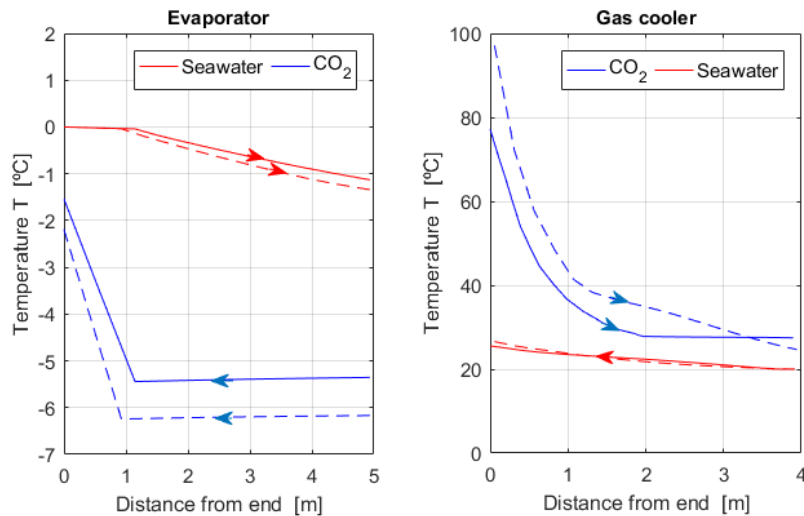 Evaporator
Seawater CO2
2
1
0
-1
-2
-3
-4
-5
-6
-7
Temperature T [ºC]
0 1 2 3 4 5
Distance from end [m]
Gas cooler
CO2 Seawater
100
80
60
40
20
0
Temperature T [ºC]
0 1 2 3 4
Distance from end [m]